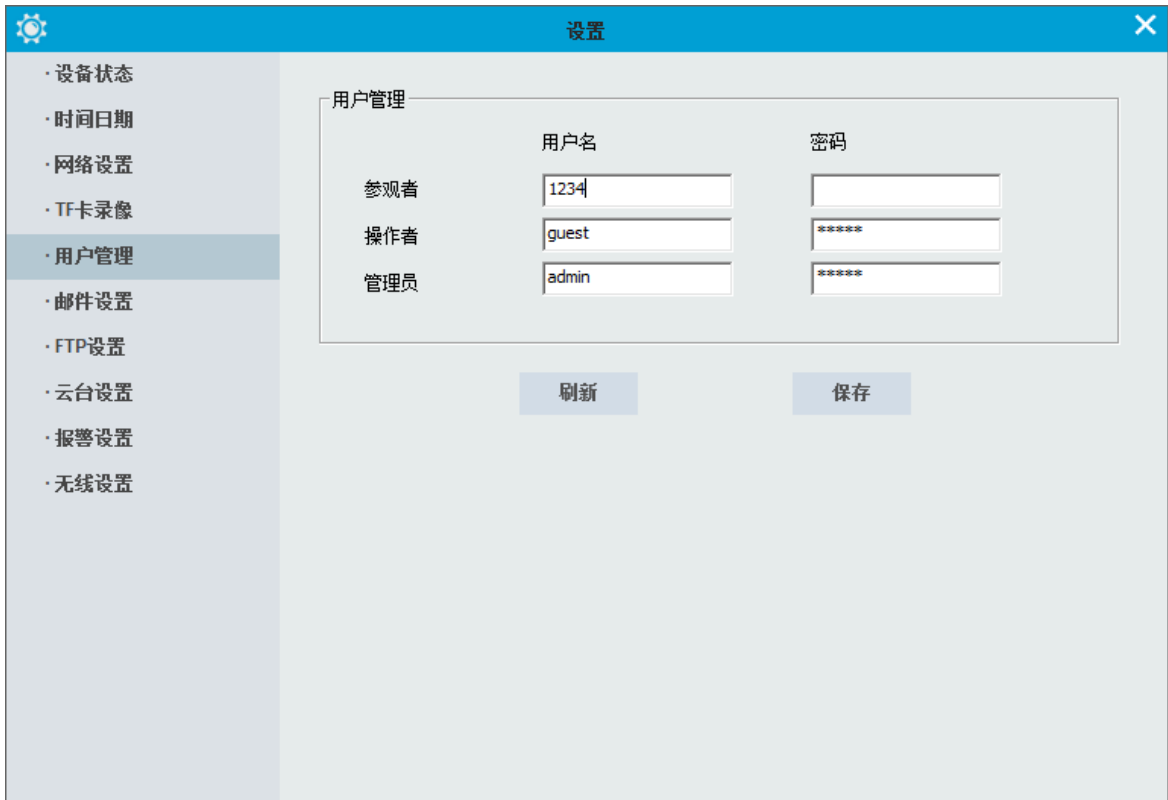 设置
·设备状态
·时间日期
·网络设置
·TF卡录像
·用户管理
·邮件设置
·FTP设置
·云台设置
·报警设置
·无线设置
用户管理
用户名 密码
参观者 1234
操作者 guest *****
管理员 admin *****
刷新 保存